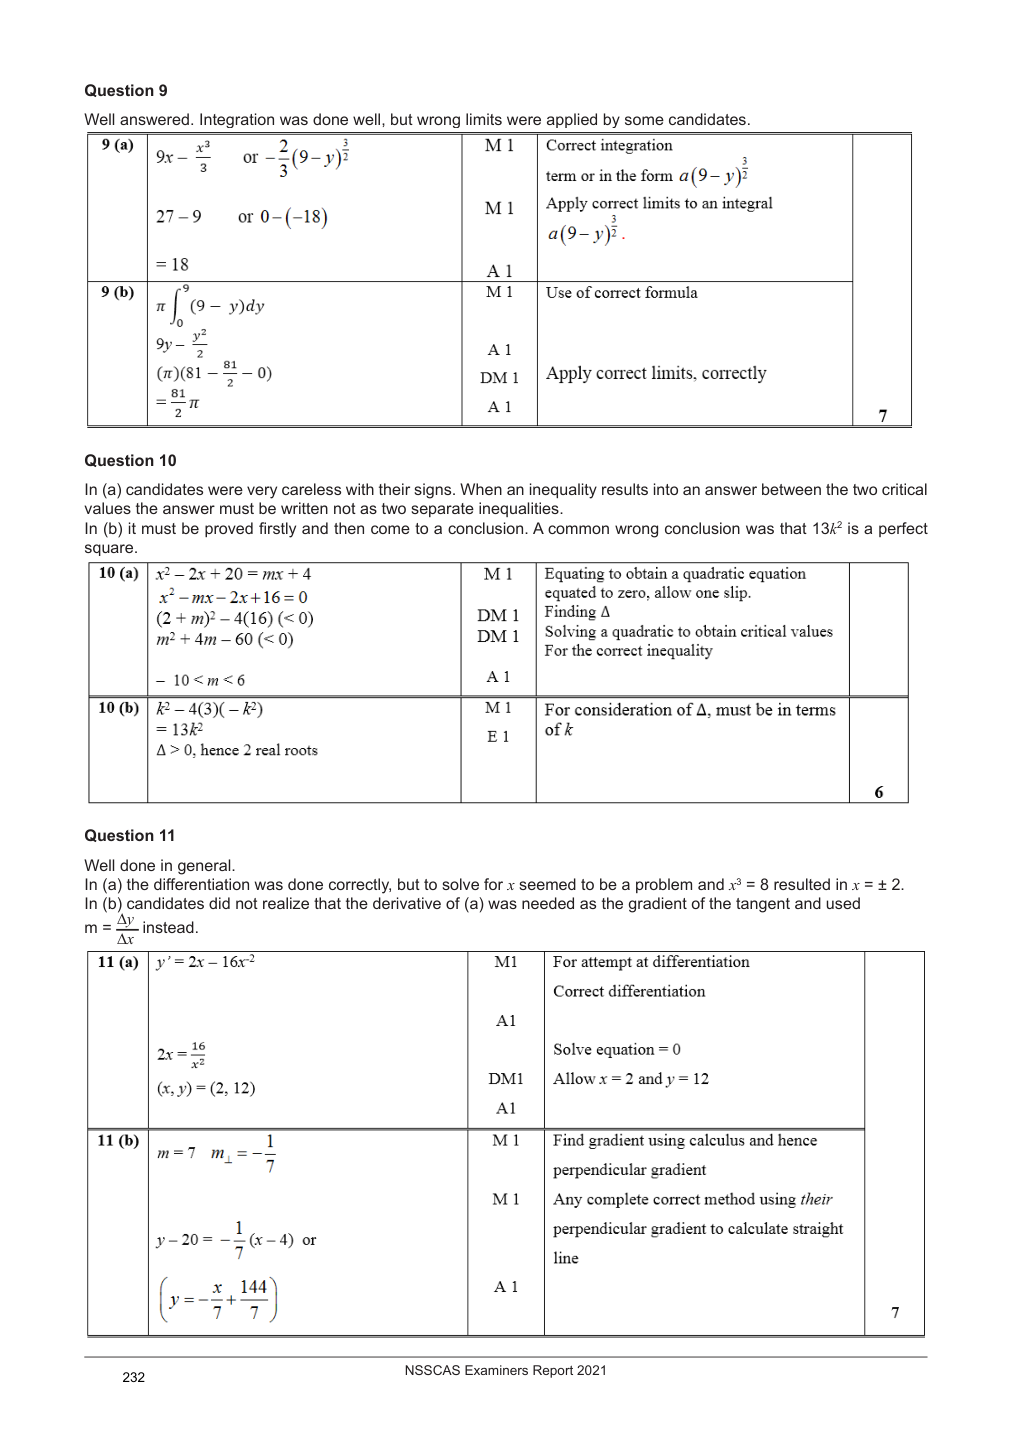 Question 9
Well answered. Integration was done well, but wrong limits were applied by some candidates.
9 (a)
9x – x³/3 or –2/3(9 – y)^(3/2)
M 1
Correct integration
term or in the form a(9 – y)^(3/2)
27 – 9 or 0 – (–18)
M 1
Apply correct limits to an integral
a(9 – y)^(3/2).
= 18
A 1
9 (b)
π∫₀⁹(9 – y)dy
M 1
Use of correct formula
9y – y²/2
A 1
(π)(81 – 81/2 – 0)
DM 1
Apply correct limits, correctly
= 81/2 π
A 1
7
Question 10
In (a) candidates were very careless with their signs. When an inequality results into an answer between the two critical
values the answer must be written not as two separate inequalities.
In (b) it must be proved firstly and then come to a conclusion. A common wrong conclusion was that 13k² is a perfect
square.
10 (a)
x² – 2x + 20 = mx + 4
M 1
Equating to obtain a quadratic equation
x² – mx – 2x + 16 = 0
equated to zero, allow one slip.
(2 + m)² – 4(16) (< 0)
DM 1
Finding Δ
m² + 4m – 60 (< 0)
DM 1
Solving a quadratic to obtain critical values
For the correct inequality
– 10 < m < 6
A 1
10 (b)
k² – 4(3)( – k²)
M 1
For consideration of Δ, must be in terms
= 13k²
of k
E 1
Δ > 0, hence 2 real roots
6
Question 11
Well done in general.
In (a) the differentiation was done correctly, but to solve for x seemed to be a problem and x³ = 8 resulted in x = ± 2.
In (b) candidates did not realize that the derivative of (a) was needed as the gradient of the tangent and used
m = Δy/Δx instead.
11 (a)
y' = 2x – 16x⁻²
M1
For attempt at differentiation
Correct differentiation
A1
2x = 16/x²
Solve equation = 0
(x, y) = (2, 12)
DM1
Allow x = 2 and y = 12
A1
11 (b)
m = 7 m⊥ = –1/7
M 1
Find gradient using calculus and hence
perpendicular gradient
M 1
Any complete correct method using their
perpendicular gradient to calculate straight
line
y – 20 = –1/7(x – 4) or
(y = –x/7 + 144/7)
A 1
7
232
NSSCAS Examiners Report 2021